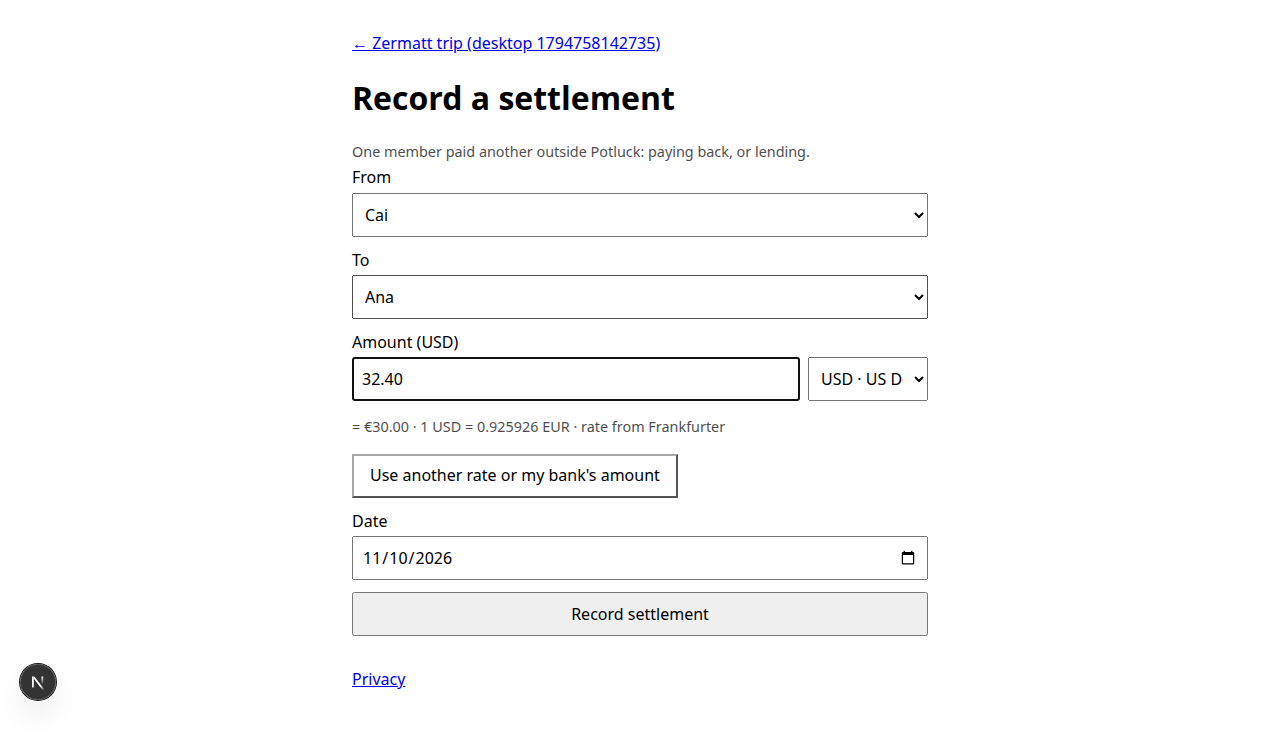 ← Zermatt trip (desktop 1794758142735)
Record a settlement
One member paid another outside Potluck: paying back, or lending.
From
Cai
To
Ana
Amount (USD)
32.40 USD · US D
= €30.00 · 1 USD = 0.925926 EUR · rate from Frankfurter
Use another rate or my bank's amount
Date
11/10/2026
Record settlement
N
Privacy